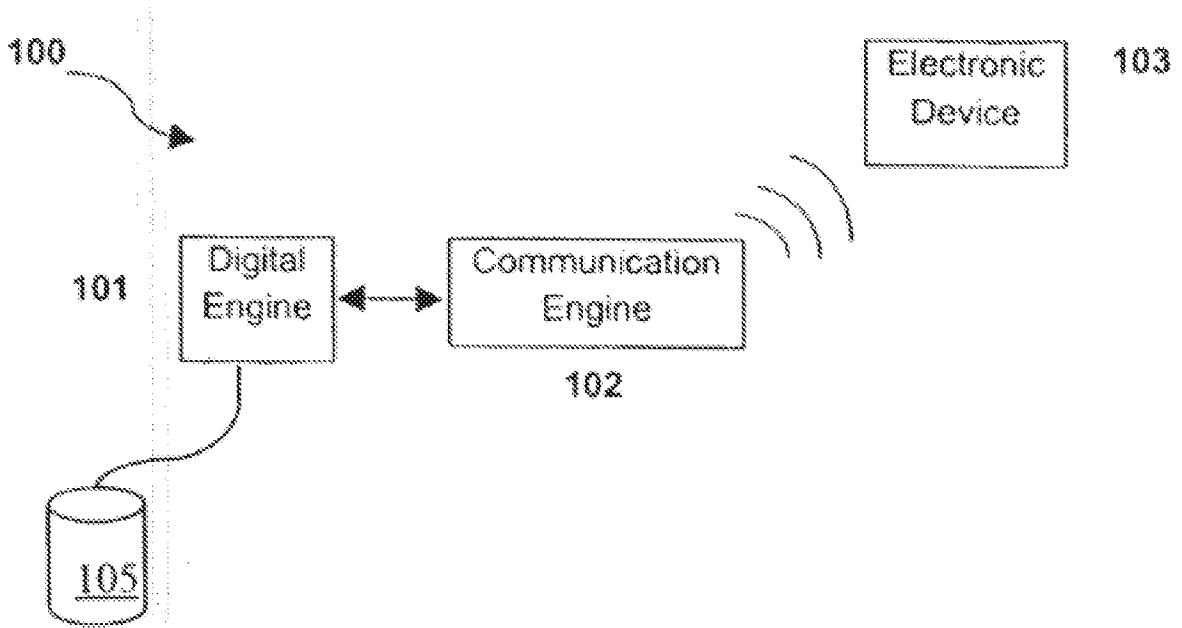 100
Electronic
Device
103
101
Digital
Engine
Communication
Engine
102
105